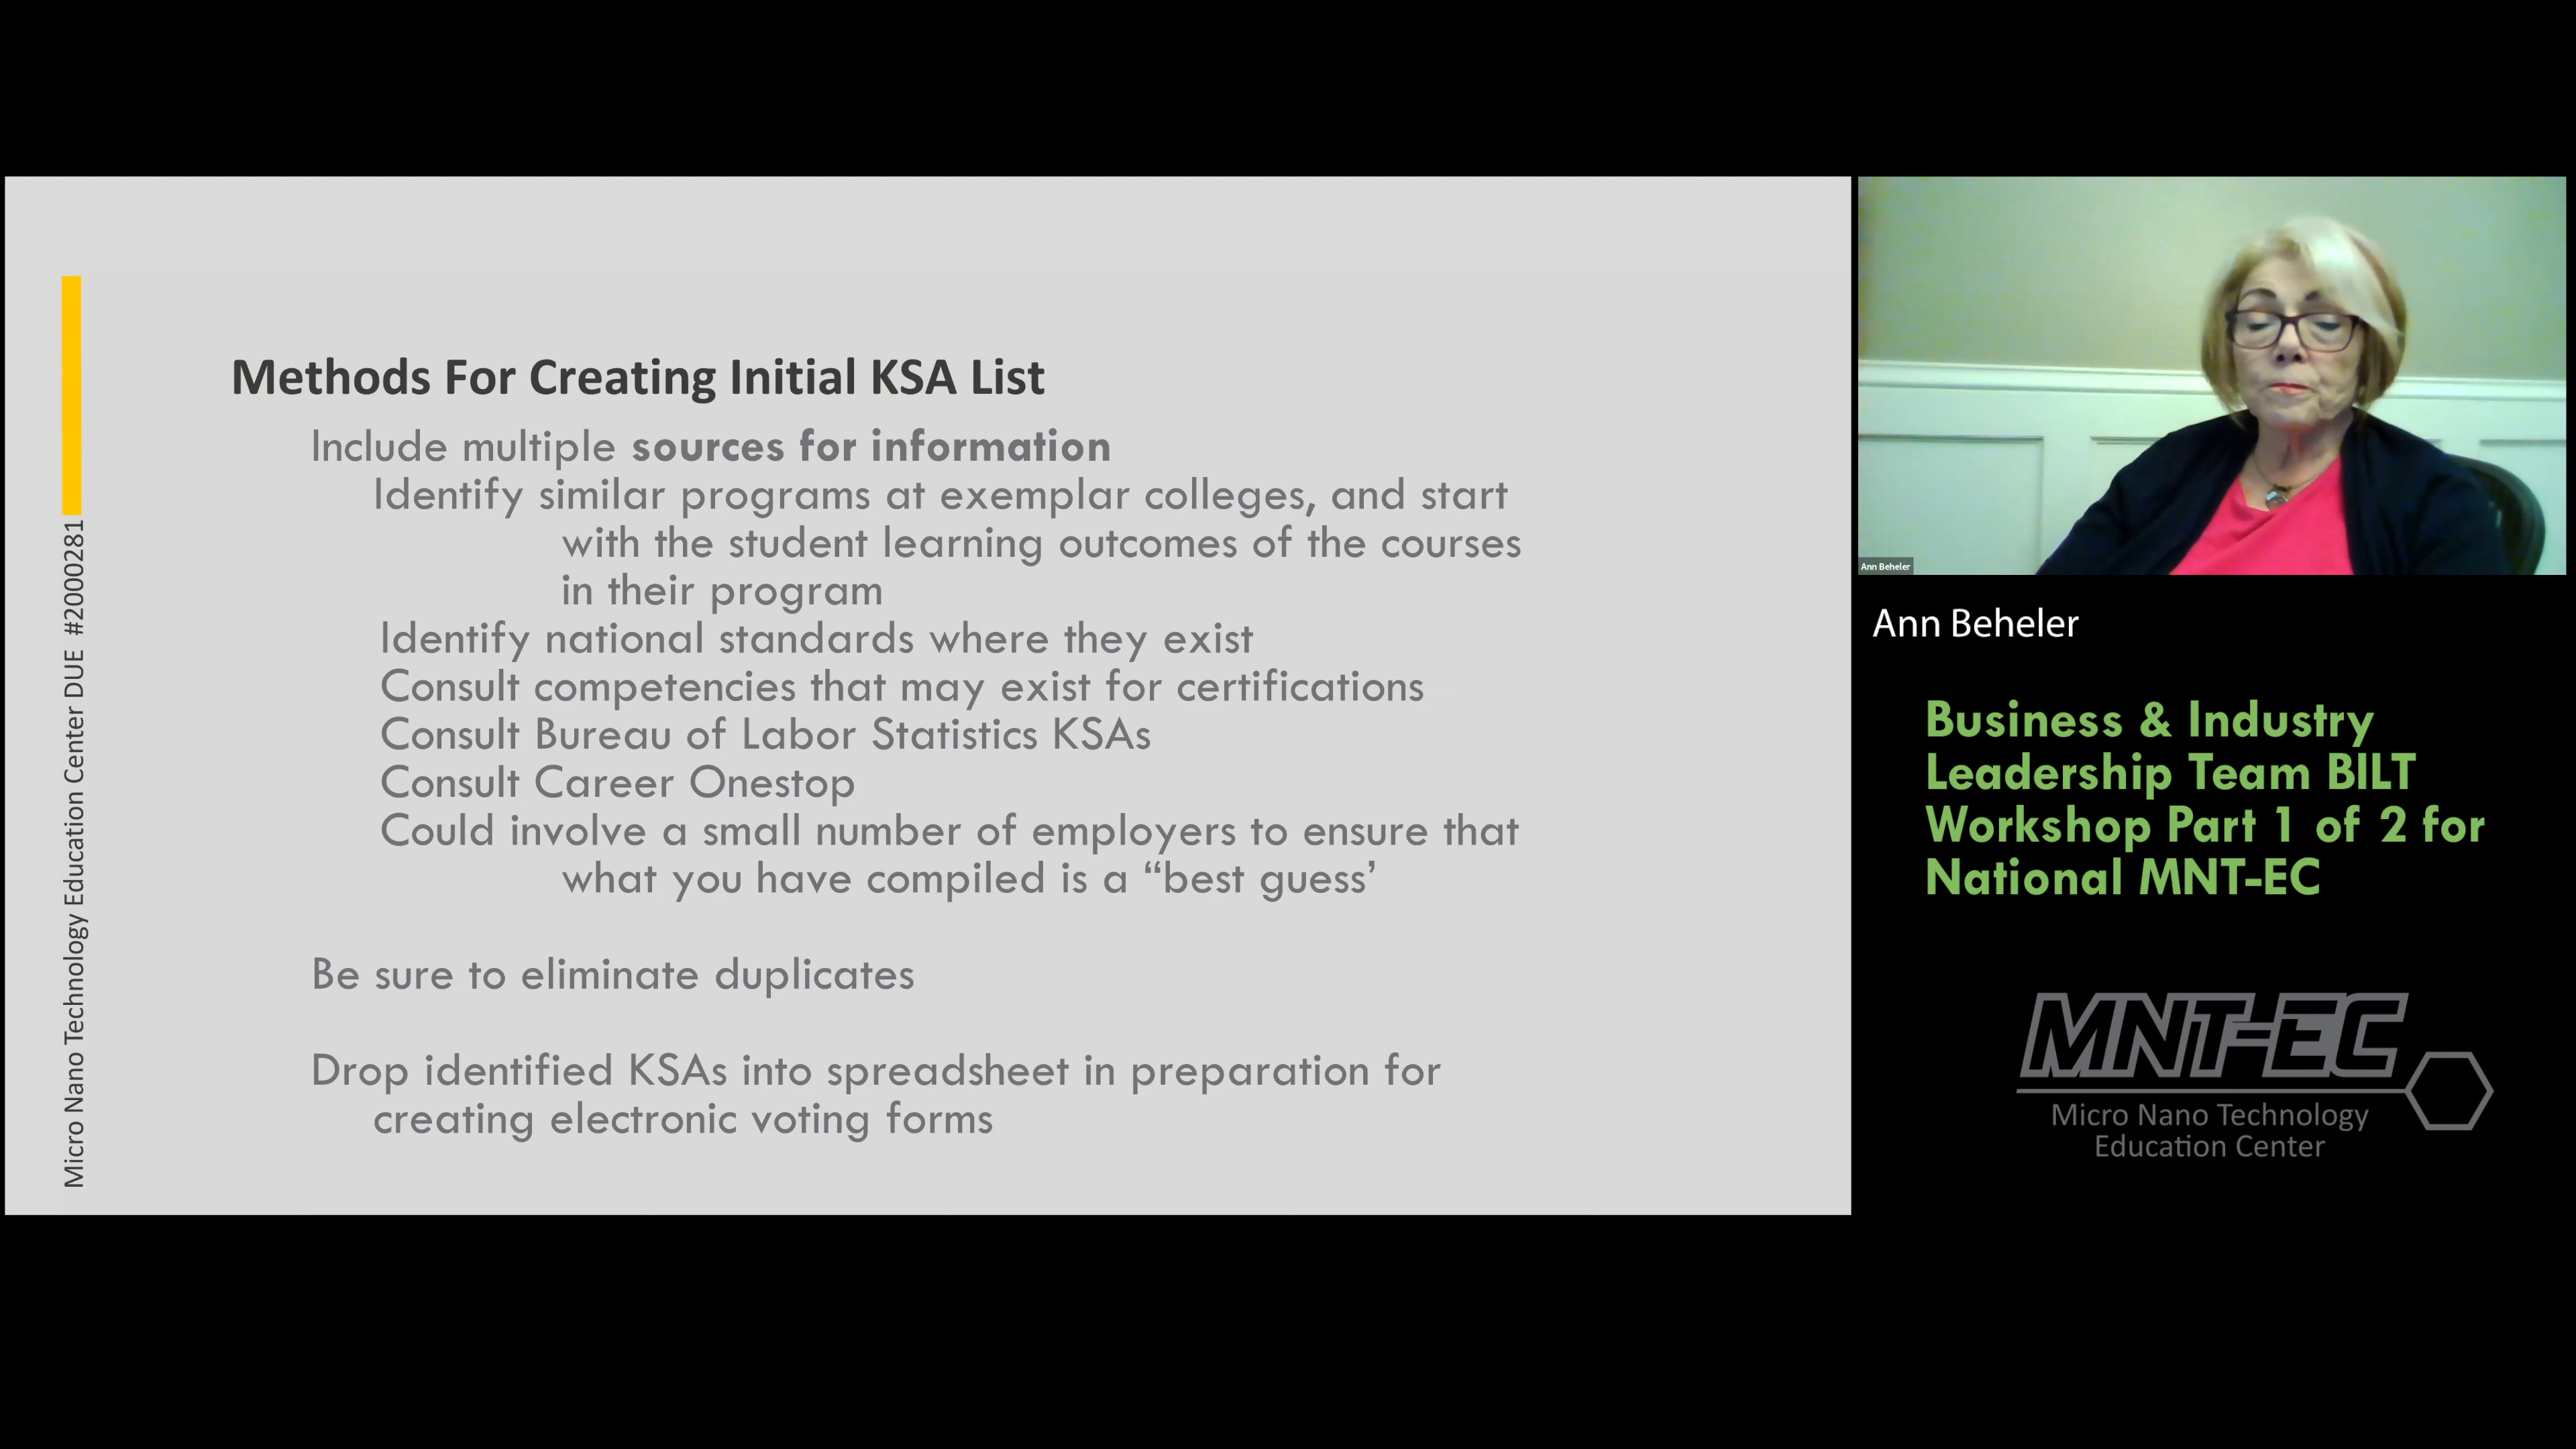 Micro Nano Technology Education Center DUE #2000281
Methods For Creating Initial KSA List
Include multiple sources for information
Identify similar programs at exemplar colleges, and start
with the student learning outcomes of the courses
in their program
Identify national standards where they exist
Consult competencies that may exist for certifications
Consult Bureau of Labor Statistics KSAs
Consult Career Onestop
Could involve a small number of employers to ensure that
what you have compiled is a “best guess’
Be sure to eliminate duplicates
Drop identified KSAs into spreadsheet in preparation for
creating electronic voting forms
Ann Beheler
Ann Beheler
Business & Industry
Leadership Team BILT
Workshop Part 1 of 2 for
National MNT-EC
MNT-EC
Micro Nano Technology
Education Center